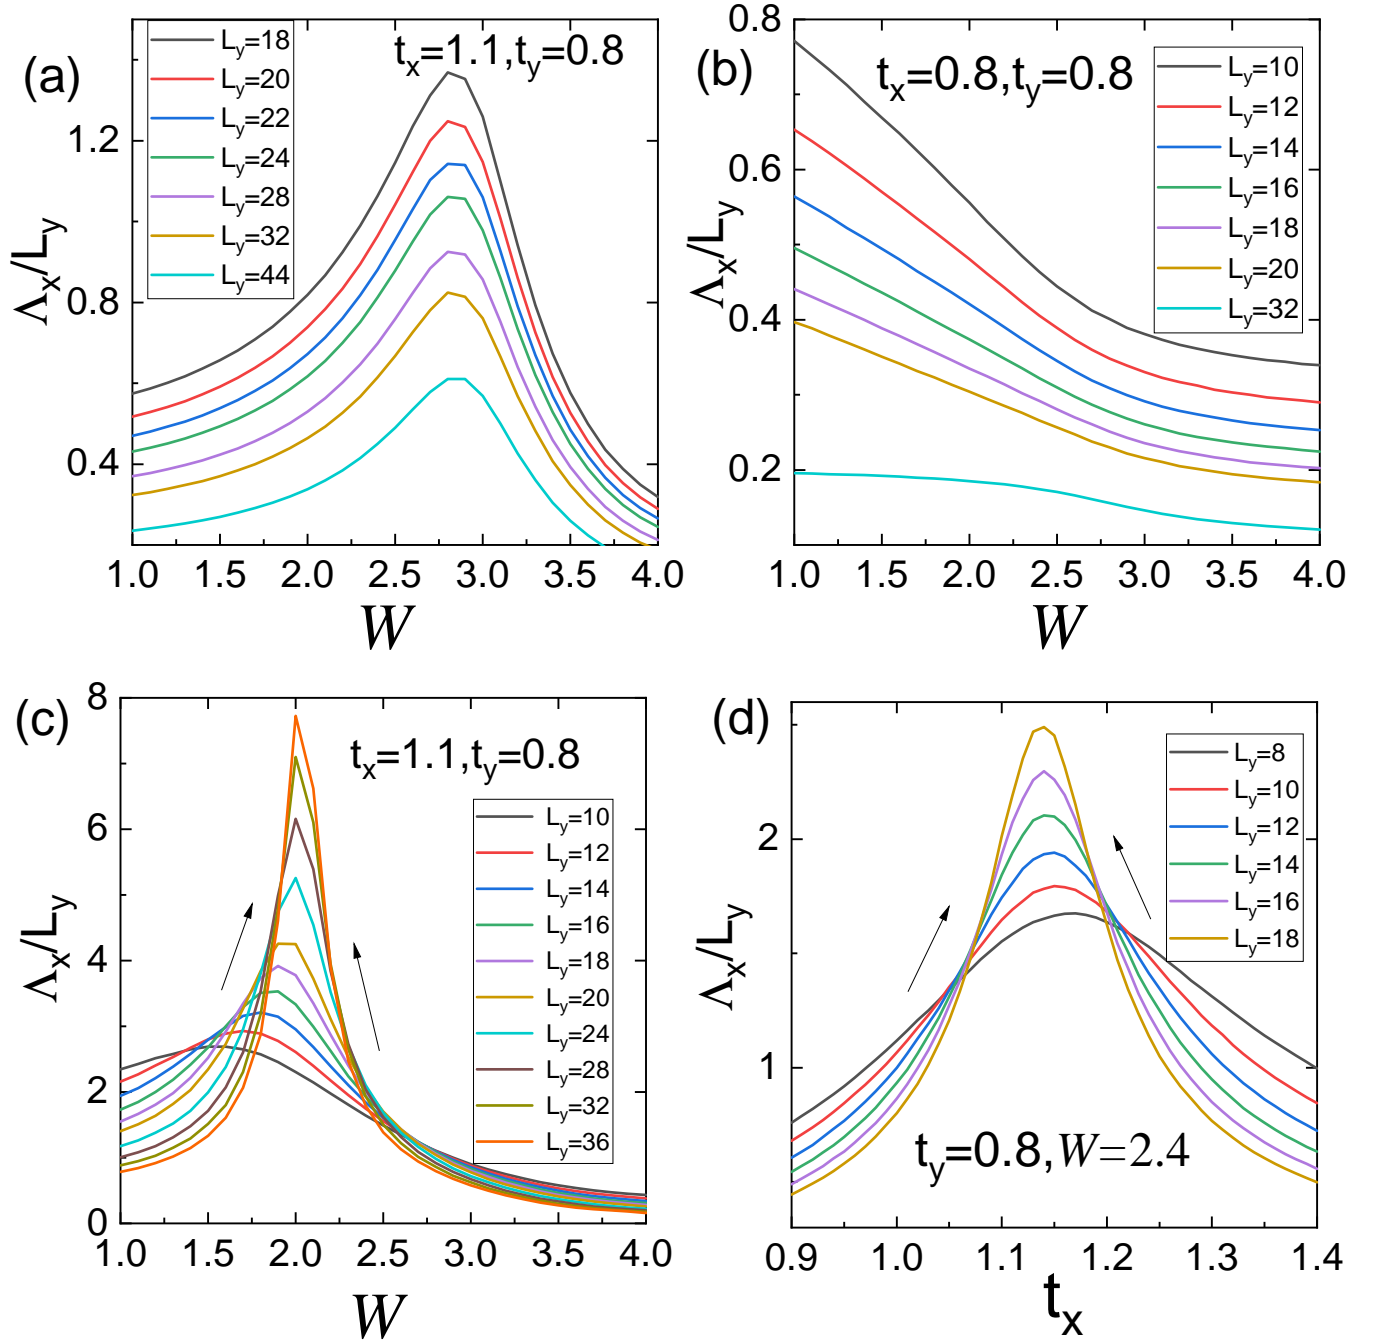 (a)
t_x=1.1,t_y=0.8
L_y=18
L_y=20
L_y=22
L_y=24
L_y=28
L_y=32
L_y=44
1.2
0.8
0.4
Λ_x/L_y
1.0 1.5 2.0 2.5 3.0 3.5 4.0
W
(b)
t_x=0.8,t_y=0.8
L_y=10
L_y=12
L_y=14
L_y=16
L_y=18
L_y=20
L_y=32
0.8
0.6
0.4
0.2
Λ_x/L_y
1.0 1.5 2.0 2.5 3.0 3.5 4.0
W
(c)
t_x=1.1,t_y=0.8
L_y=10
L_y=12
L_y=14
L_y=16
L_y=18
L_y=20
L_y=24
L_y=28
L_y=32
L_y=36
8
6
4
2
0
Λ_x/L_y
1.0 1.5 2.0 2.5 3.0 3.5 4.0
W
(d)
L_y=8
L_y=10
L_y=12
L_y=14
L_y=16
L_y=18
t_y=0.8,W=2.4
2
1
Λ_x/L_y
0.9 1.0 1.1 1.2 1.3 1.4
t_x